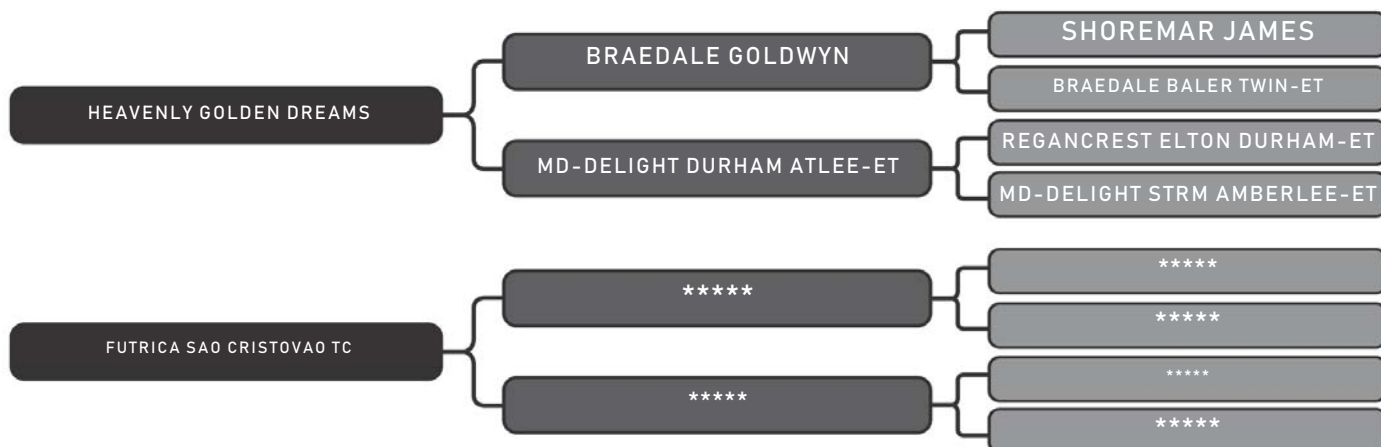 HEAVENLY GOLDEN DREAMS
BRAEDALE GOLDWYN
SHOREMAR JAMES
BRAEDALE BALER TWIN-ET
MD-DELIGHT DURHAM ATLEE-ET
REGANCREST ELTON DURHAM-ET
MD-DELIGHT STRM AMBERLEE-ET
FUTRICA SAO CRISTOVAO TC
*****
*****
*****
*****
*****
*****